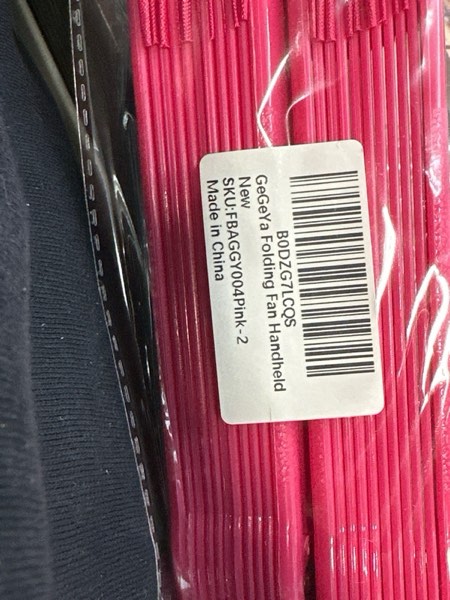 B0DZG7LCQS
GeGeYa Folding Fan Handheld
New
SKU:FBAGGY004Pink-2
Made in China